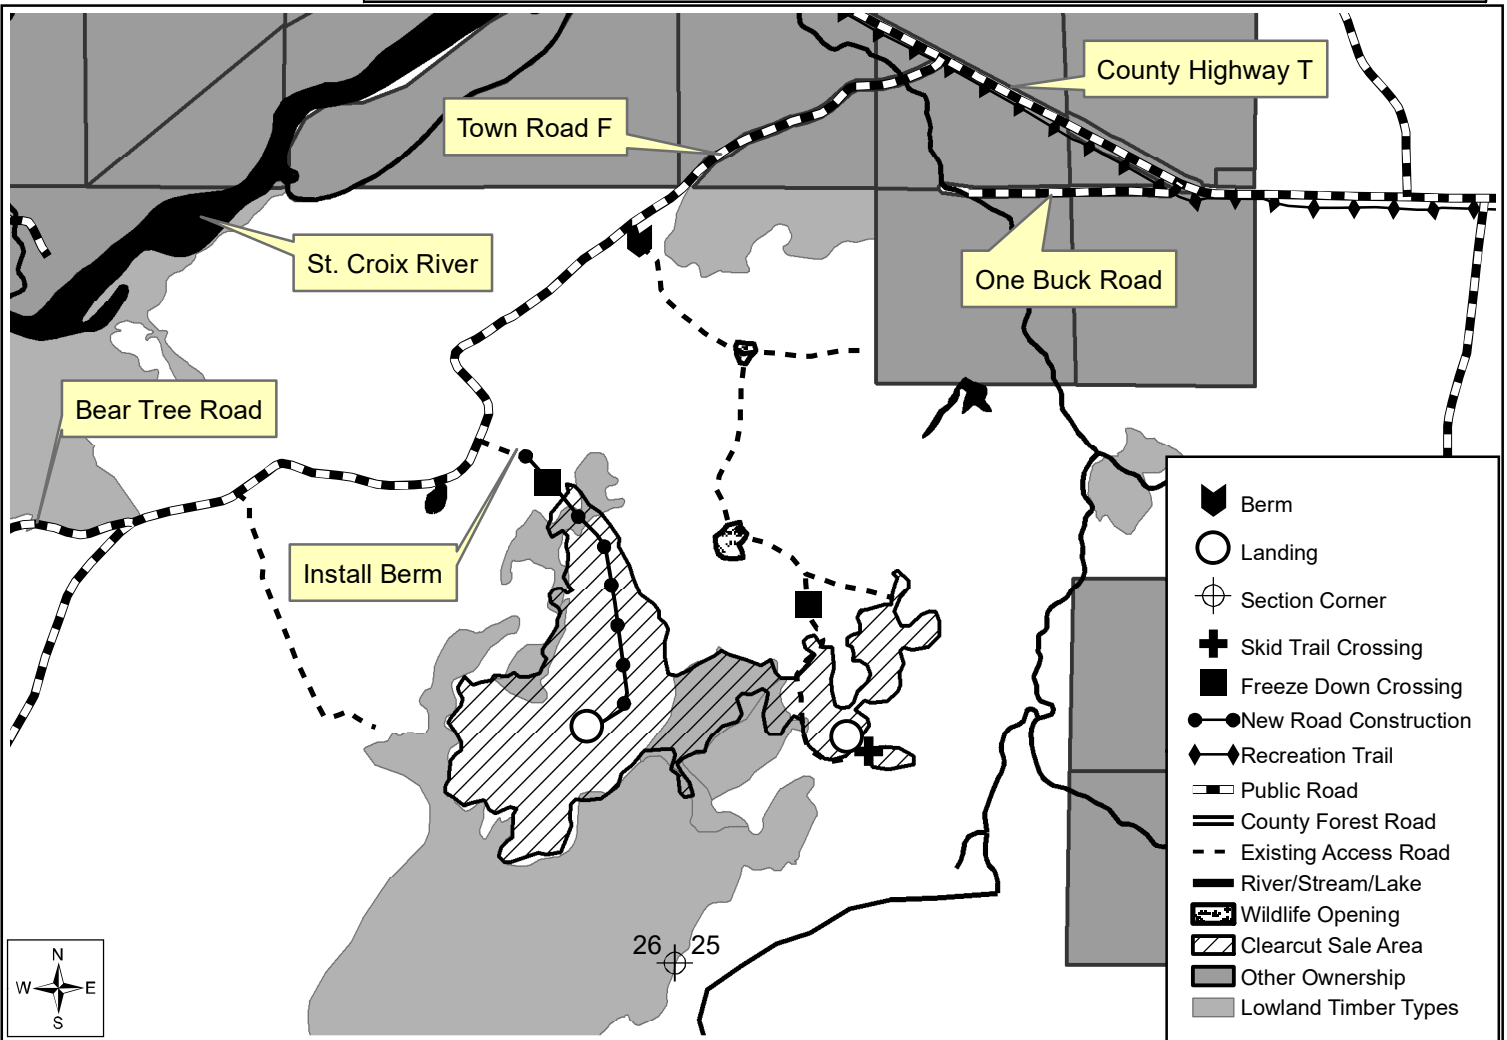 County Highway T
Town Road F
St. Croix River
One Buck Road
Bear Tree Road
Install Berm
Berm
Landing
Section Corner
Skid Trail Crossing
Freeze Down Crossing
New Road Construction
Recreation Trail
Public Road
County Forest Road
Existing Access Road
River/Stream/Lake
Wildlife Opening
Clearcut Sale Area
Other Ownership
Lowland Timber Types
26 25
N
W E
S